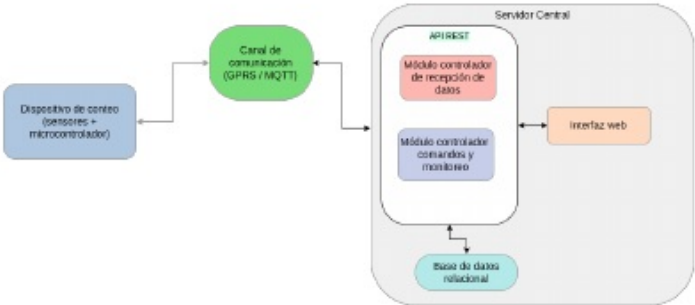 Servidor Central
API REST
Canal de
comunicación
(GPRS / MQTT)
Módulo controlador
de recepción de
datos
Dispositivo de conteo
(sensores +
microcontrolador)
Interfaz web
Módulo controlador
comandos y
monitoreo
Base de datos
relacional